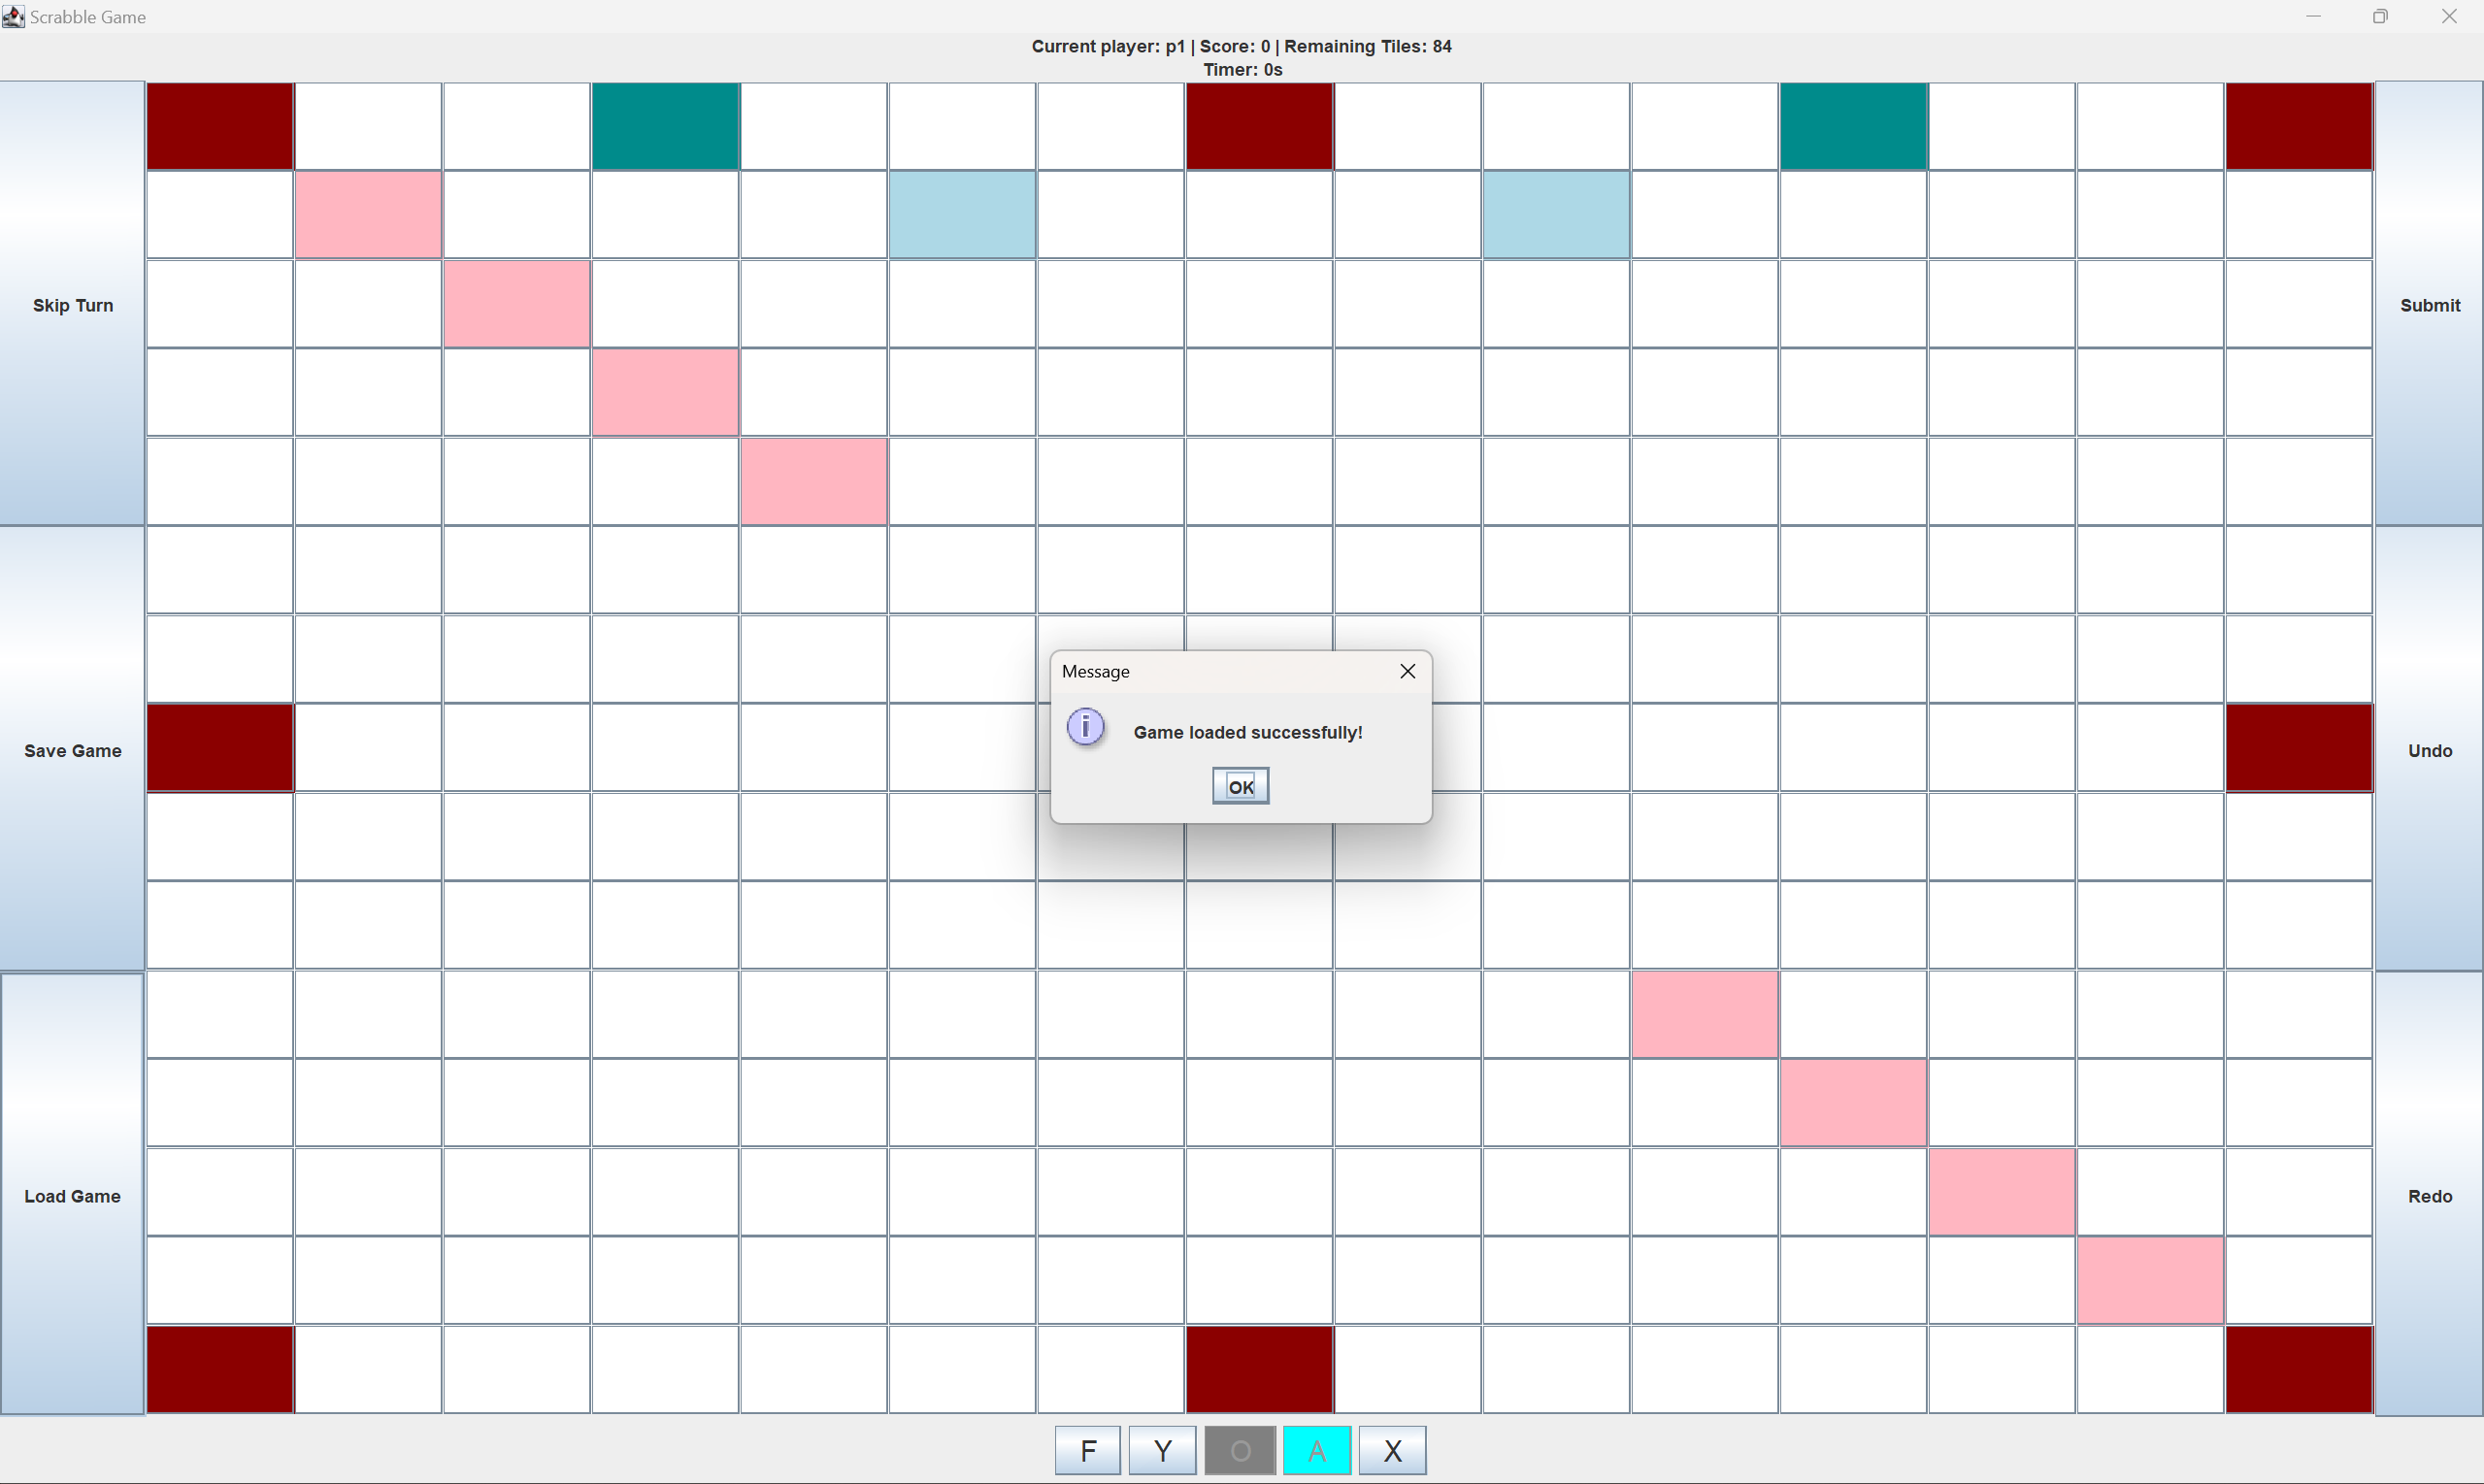 Scrabble Game
Current player: p1 | Score: 0 | Remaining Tiles: 84
Timer: 0s
Skip Turn
Submit
Message
Game loaded successfully!
OK
Save Game
Undo
Load Game
Redo
F Y O A X